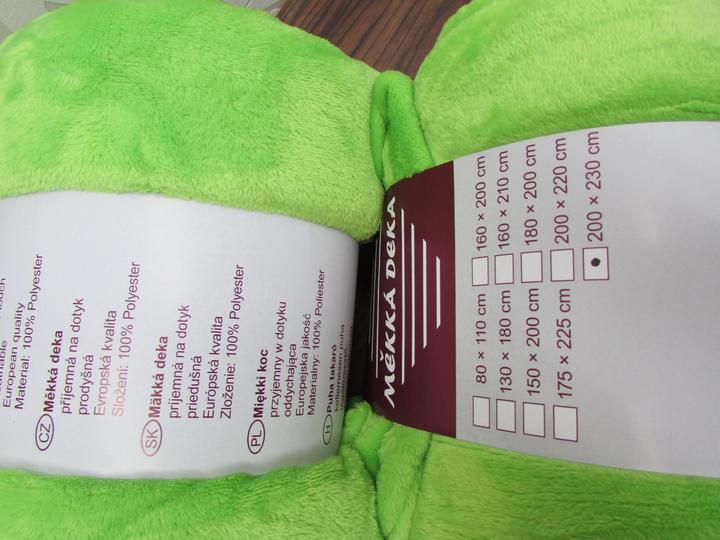 European quality
Material: 100% Polyester
CZ Měkká deka
příjemná na dotyk
prodyšná
Evropská kvalita
Složení: 100% Polyester
SK Mäkká deka
príjemná na dotyk
priedušná
Európská kvalita
Zloženie: 100% Polyester
PL Miękki koc
przyjemny w dotyku
oddychająca
Europejska jakość
Materialny: 100% Poliester
H Puha takaró
MĚKKÁ DEKA
80 × 110 cm
130 × 180 cm
150 × 200 cm
175 × 225 cm
160 × 200 cm
160 × 210 cm
180 × 200 cm
200 × 220 cm
200 × 230 cm